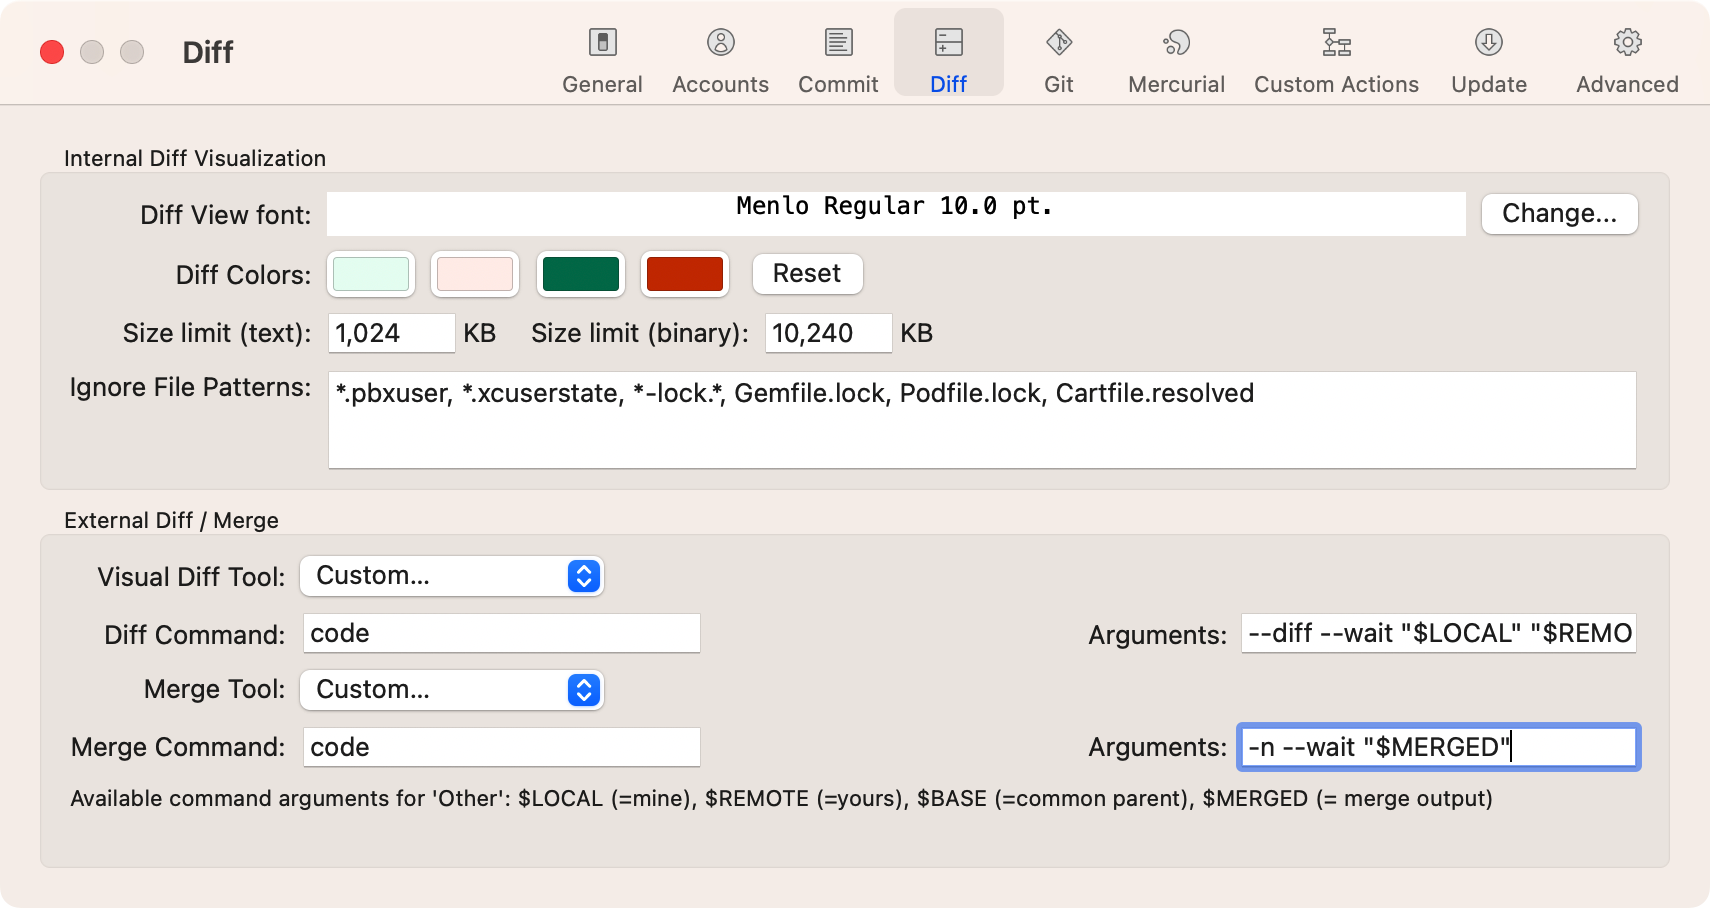 Diff
General Accounts Commit Diff Git Mercurial Custom Actions Update Advanced
Internal Diff Visualization
Diff View font: Menlo Regular 10.0 pt. Change...
Diff Colors: Reset
Size limit (text): 1,024 KB Size limit (binary): 10,240 KB
Ignore File Patterns: *.pbxuser, *.xcuserstate, *-lock.*, Gemfile.lock, Podfile.lock, Cartfile.resolved
External Diff / Merge
Visual Diff Tool: Custom...
Diff Command: code Arguments: --diff --wait "$LOCAL" "$REMO
Merge Tool: Custom...
Merge Command: code Arguments: -n --wait "$MERGED"
Available command arguments for 'Other': $LOCAL (=mine), $REMOTE (=yours), $BASE (=common parent), $MERGED (= merge output)